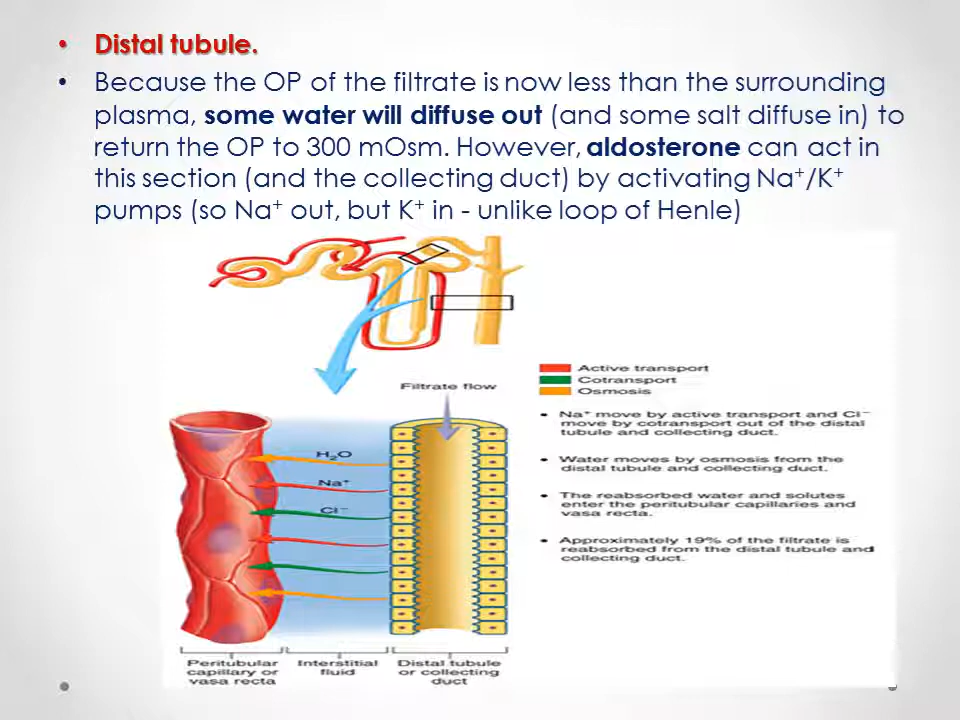 • Distal tubule.
• Because the OP of the filtrate is now less than the surrounding
plasma, some water will diffuse out (and some salt diffuse in) to
return the OP to 300 mOsm. However, aldosterone can act in
this section (and the collecting duct) by activating Na⁺/K⁺
pumps (so Na⁺ out, but K⁺ in - unlike loop of Henle)
Active transport
Cotransport
Osmosis
Filtrate flow
• Na⁺ move by active transport and Cl⁻
move by cotransport out of the distal
tubule and collecting duct.
• Water moves by osmosis from the
distal tubule and collecting duct.
• The reabsorbed water and solutes
enter the peritubular capillaries and
vasa recta.
• Approximately 19% of the filtrate is
reabsorbed from the distal tubule and
collecting duct.
H₂O
Na⁺
Cl⁻
Peritubular
capillary or
vasa recta
Interstitial
fluid
Distal tubule
or collecting
duct